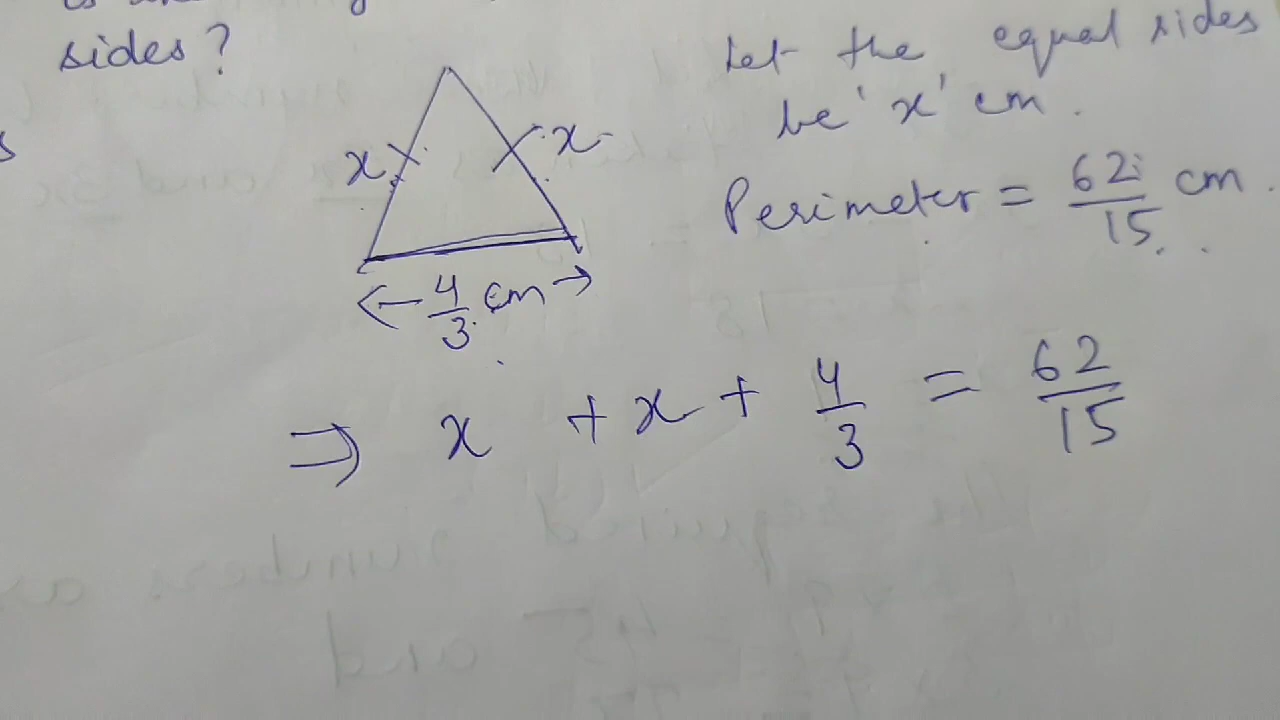 sides?
Let the equal sides
be 'x' cm.
x x
Perimeter = 62/15 cm.
← 4/3 cm →
⇒ x + x + 4/3 = 62/15